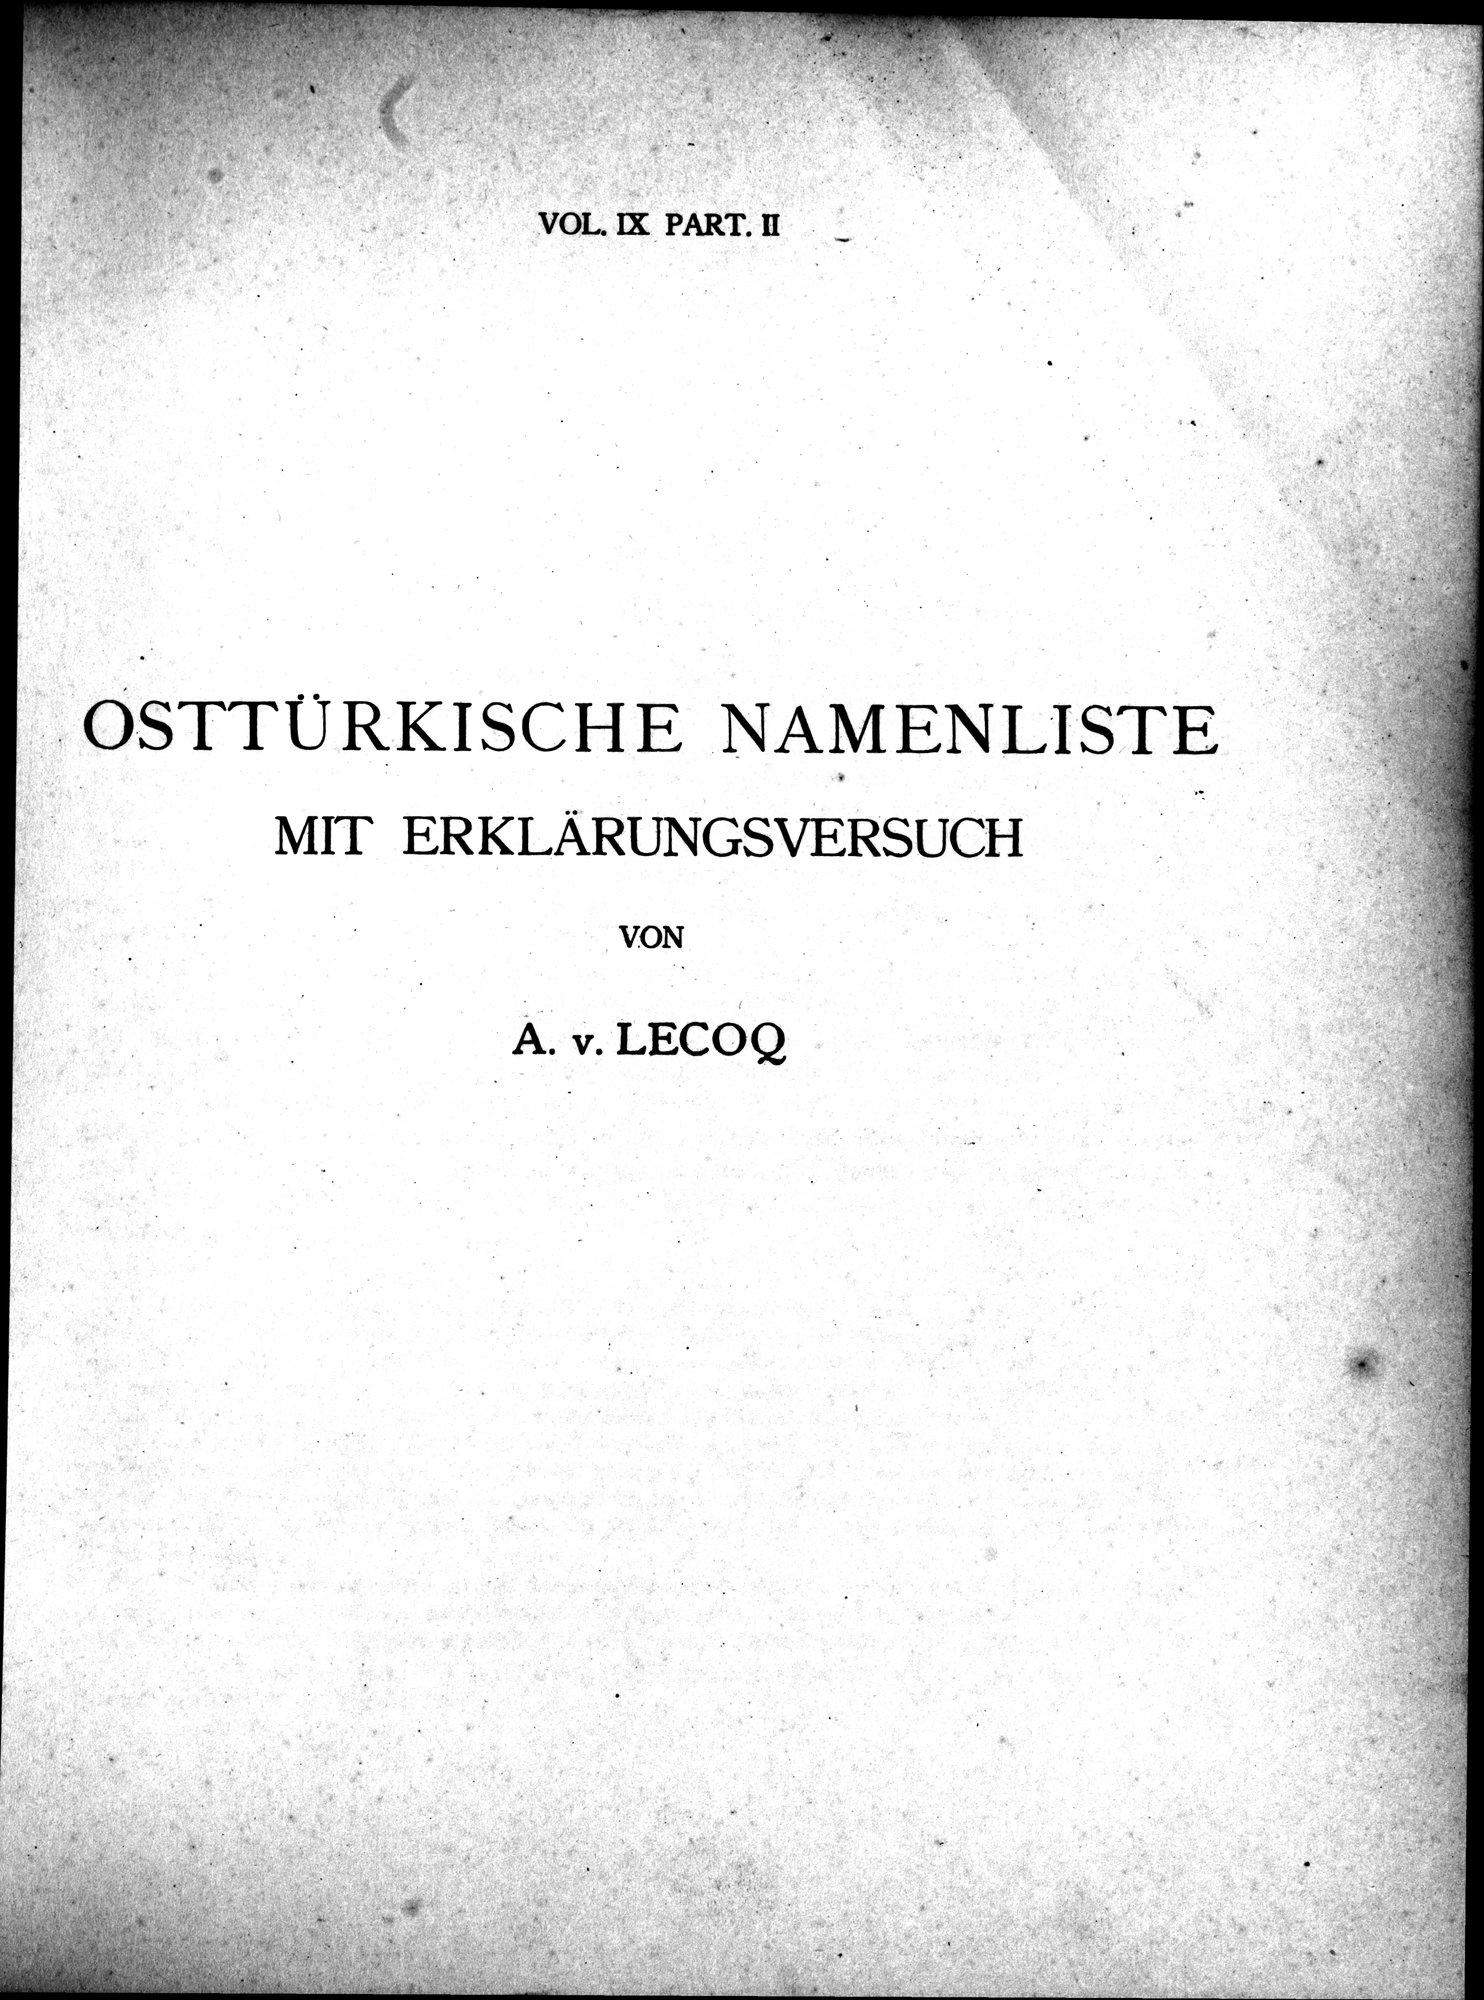 VOL. IX PART. II
OSTTÜRKISCHE NAMENLISTE
MIT ERKLÄRUNGSVERSUCH
VON
A. v. LECOQ